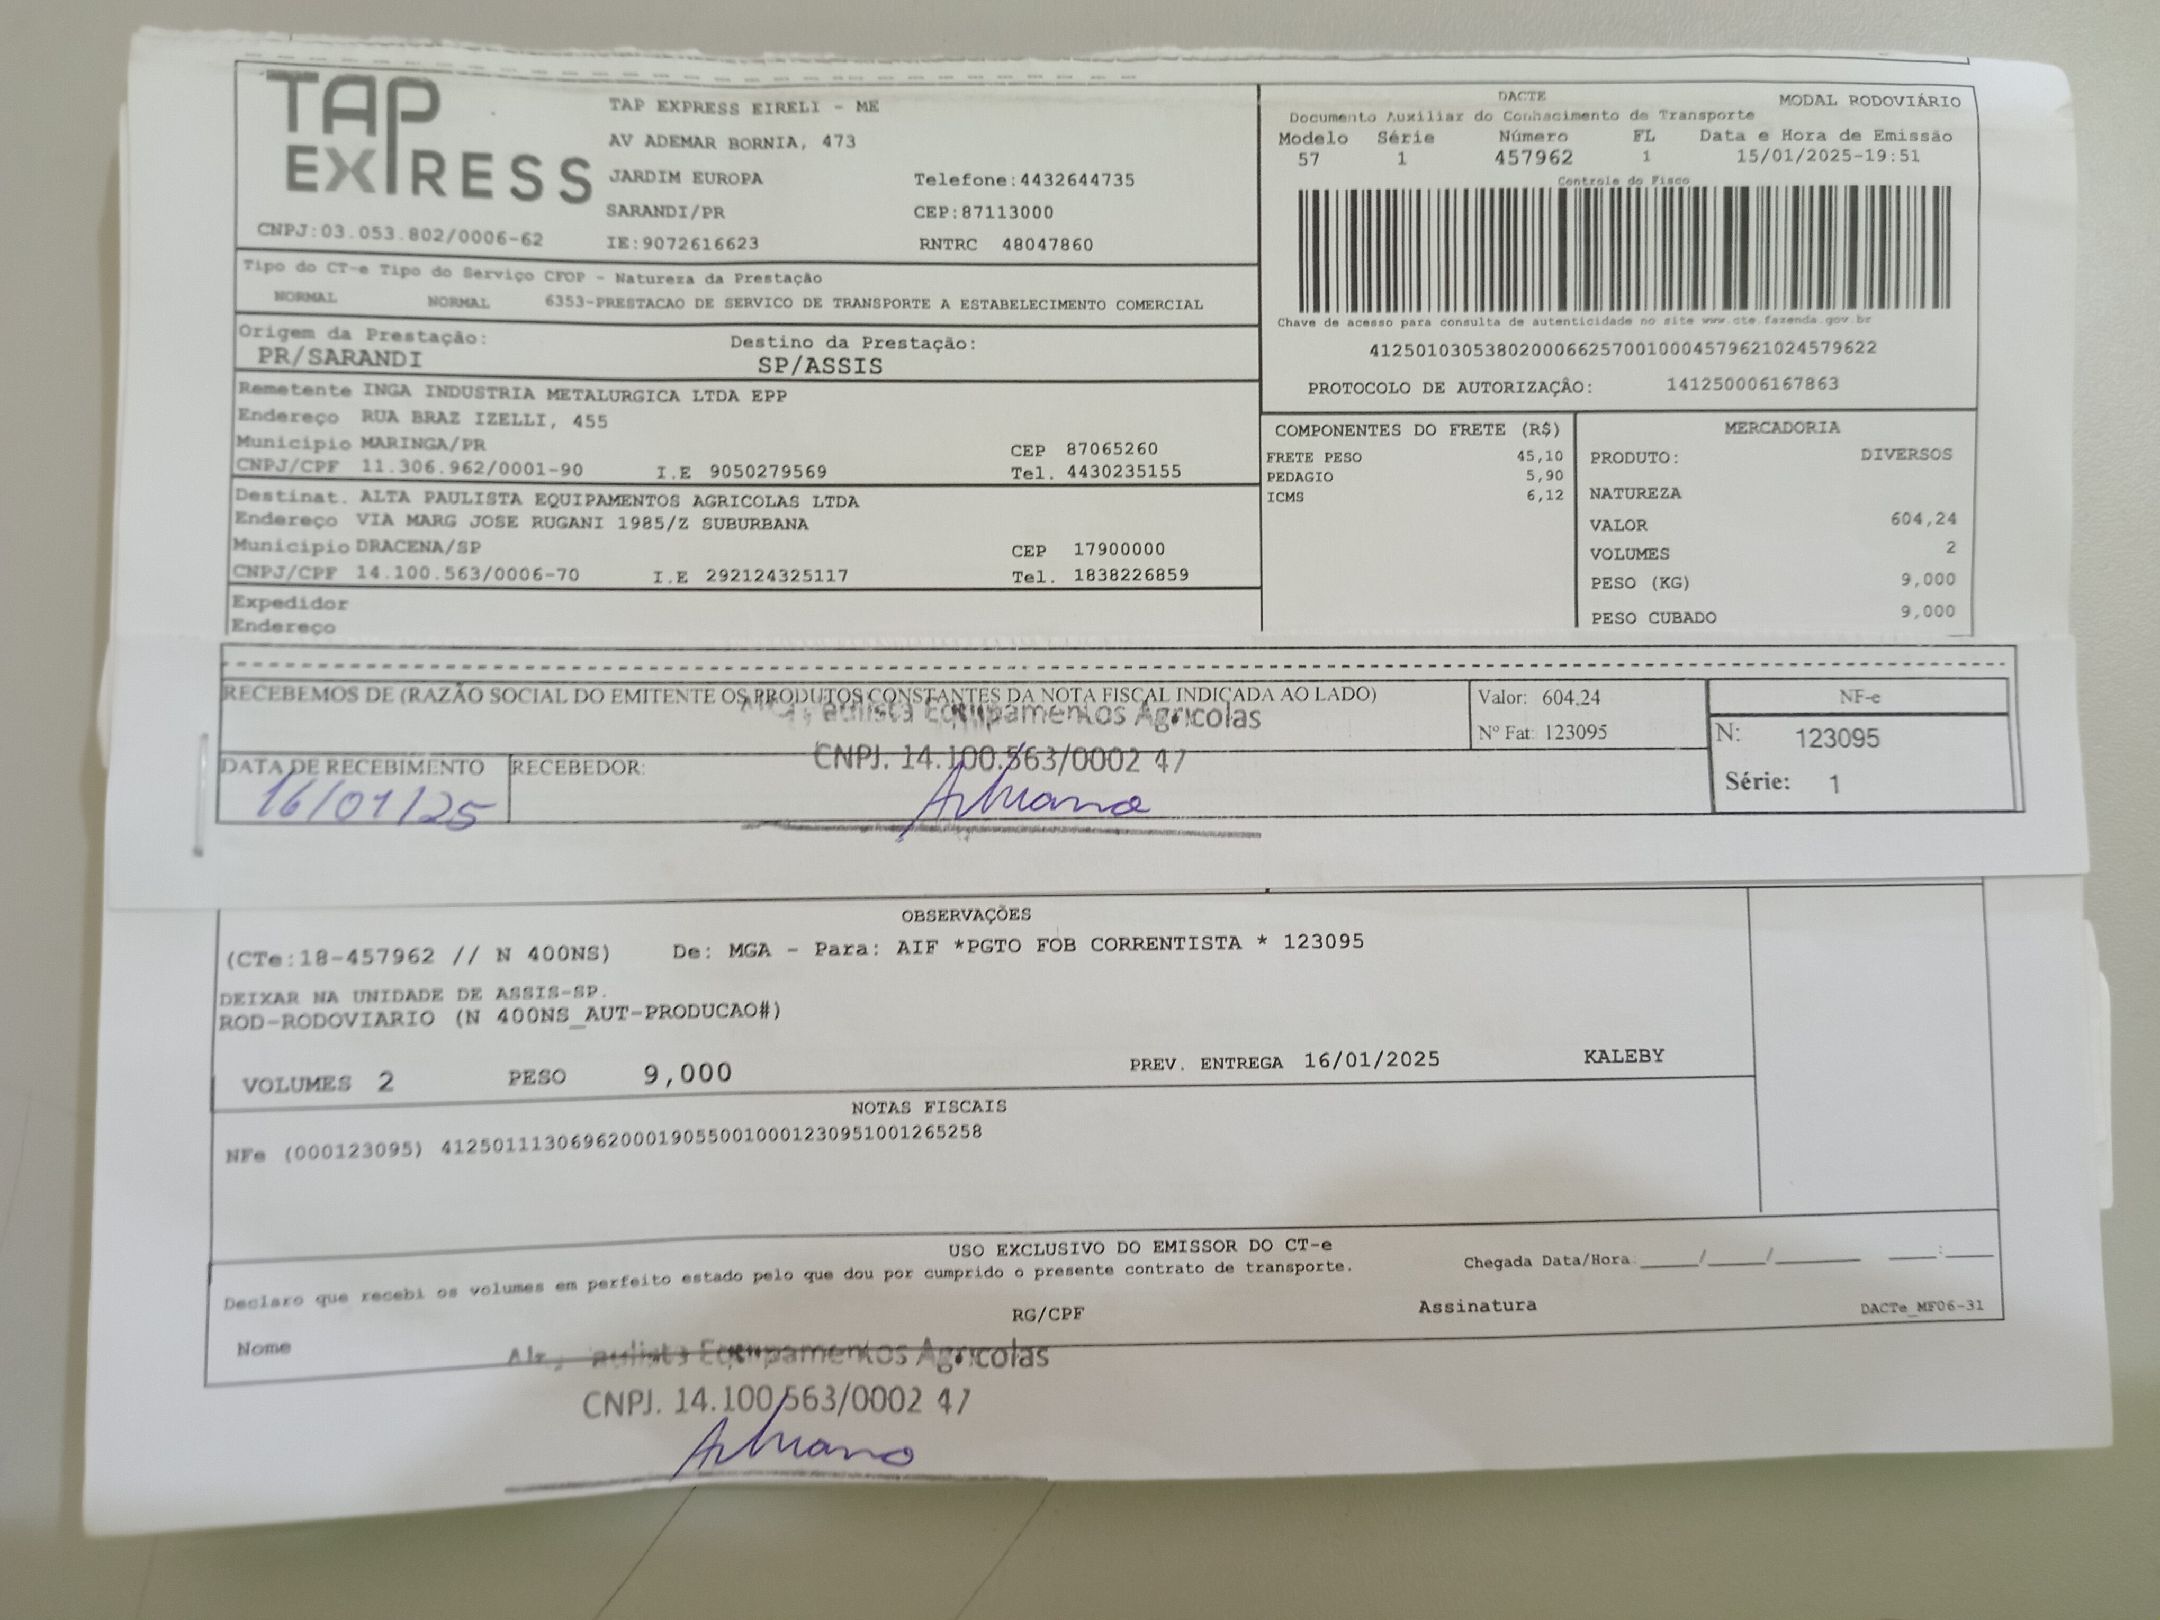 TAP
EXPRESS
TAP EXPRESS EIRELI - ME
AV ADEMAR BORNIA, 473
JARDIM EUROPA Telefone:4432644735
SARANDI/PR CEP:87113000
CNPJ:03.053.802/0006-62 IE:9072616623 RNTRC 48047860
DACTE MODAL RODOVIÁRIO
Documento Auxiliar do Conhecimento de Transporte
Modelo Série Número FL Data e Hora de Emissão
57 1 457962 1 15/01/2025-19:51
Controle do Fisco
Chave de acesso para consulta de autenticidade no site www.cte.fazenda.gov.br
41250103053802000662570010004579621024579622
PROTOCOLO DE AUTORIZAÇÃO: 141250006167863
Tipo do CT-e Tipo do Serviço CFOP - Natureza da Prestação
NORMAL NORMAL 6353-PRESTACAO DE SERVICO DE TRANSPORTE A ESTABELECIMENTO COMERCIAL
Origem da Prestação: Destino da Prestação:
PR/SARANDI SP/ASSIS
Remetente INGA INDUSTRIA METALURGICA LTDA EPP
Endereço RUA BRAZ IZELLI, 455
Municipio MARINGA/PR CEP 87065260
CNPJ/CPF 11.306.962/0001-90 I.E 9050279569 Tel. 4430235155
Destinat. ALTA PAULISTA EQUIPAMENTOS AGRICOLAS LTDA
Endereço VIA MARG JOSE RUGANI 1985/Z SUBURBANA
Municipio DRACENA/SP CEP 17900000
CNPJ/CPF 14.100.563/0006-70 I.E 292124325117 Tel. 1838226859
Expedidor
Endereço
COMPONENTES DO FRETE (R$)
FRETE PESO 45,10
PEDAGIO 5,90
ICMS 6,12
MERCADORIA
PRODUTO: DIVERSOS
NATUREZA
VALOR 604,24
VOLUMES 2
PESO (KG) 9,000
PESO CUBADO 9,000
RECEBEMOS DE (RAZÃO SOCIAL DO EMITENTE OS PRODUTOS CONSTANTES DA NOTA FISCAL INDICADA AO LADO)
Valor: 604.24
Nº Fat: 123095
NF-e
N: 123095
Série: 1
Equipamentos Agricolas
CNPJ. 14.100.563/0002 47
DATA DE RECEBIMENTO RECEBEDOR:
16/01/25
OBSERVAÇÕES
(CTe:18-457962 // N 400NS) De: MGA - Para: AIF *PGTO FOB CORRENTISTA * 123095
DEIXAR NA UNIDADE DE ASSIS-SP.
ROD-RODOVIARIO (N 400NS_AUT-PRODUCAO#)
VOLUMES 2 PESO 9,000 PREV. ENTREGA 16/01/2025 KALEBY
NOTAS FISCAIS
NFe (000123095) 41250111306962000190550010001230951001265258
USO EXCLUSIVO DO EMISSOR DO CT-e
Declaro que recebi os volumes em perfeito estado pelo que dou por cumprido o presente contrato de transporte. Chegada Data/Hora:____/____/______ ____:____
Nome RG/CPF Assinatura DACTe_MF06-31
Equipamentos Agricolas
CNPJ. 14.100.563/0002 47